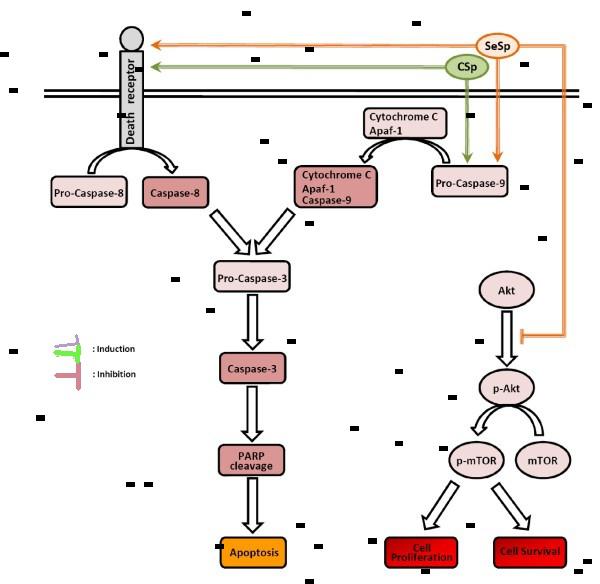 SeSp
CSp
Death receptor
Cytochrome C
Apaf-1
Pro-Caspase-8
Caspase-8
Cytochrome C
Apaf-1
Caspase-9
Pro-Caspase-9
Pro-Caspase-3
Akt
: Induction
: Inhibition
Caspase-3
p-Akt
PARP
cleavage
p-mTOR
mTOR
Apoptosis
Cell
Proliferation
Cell Survival